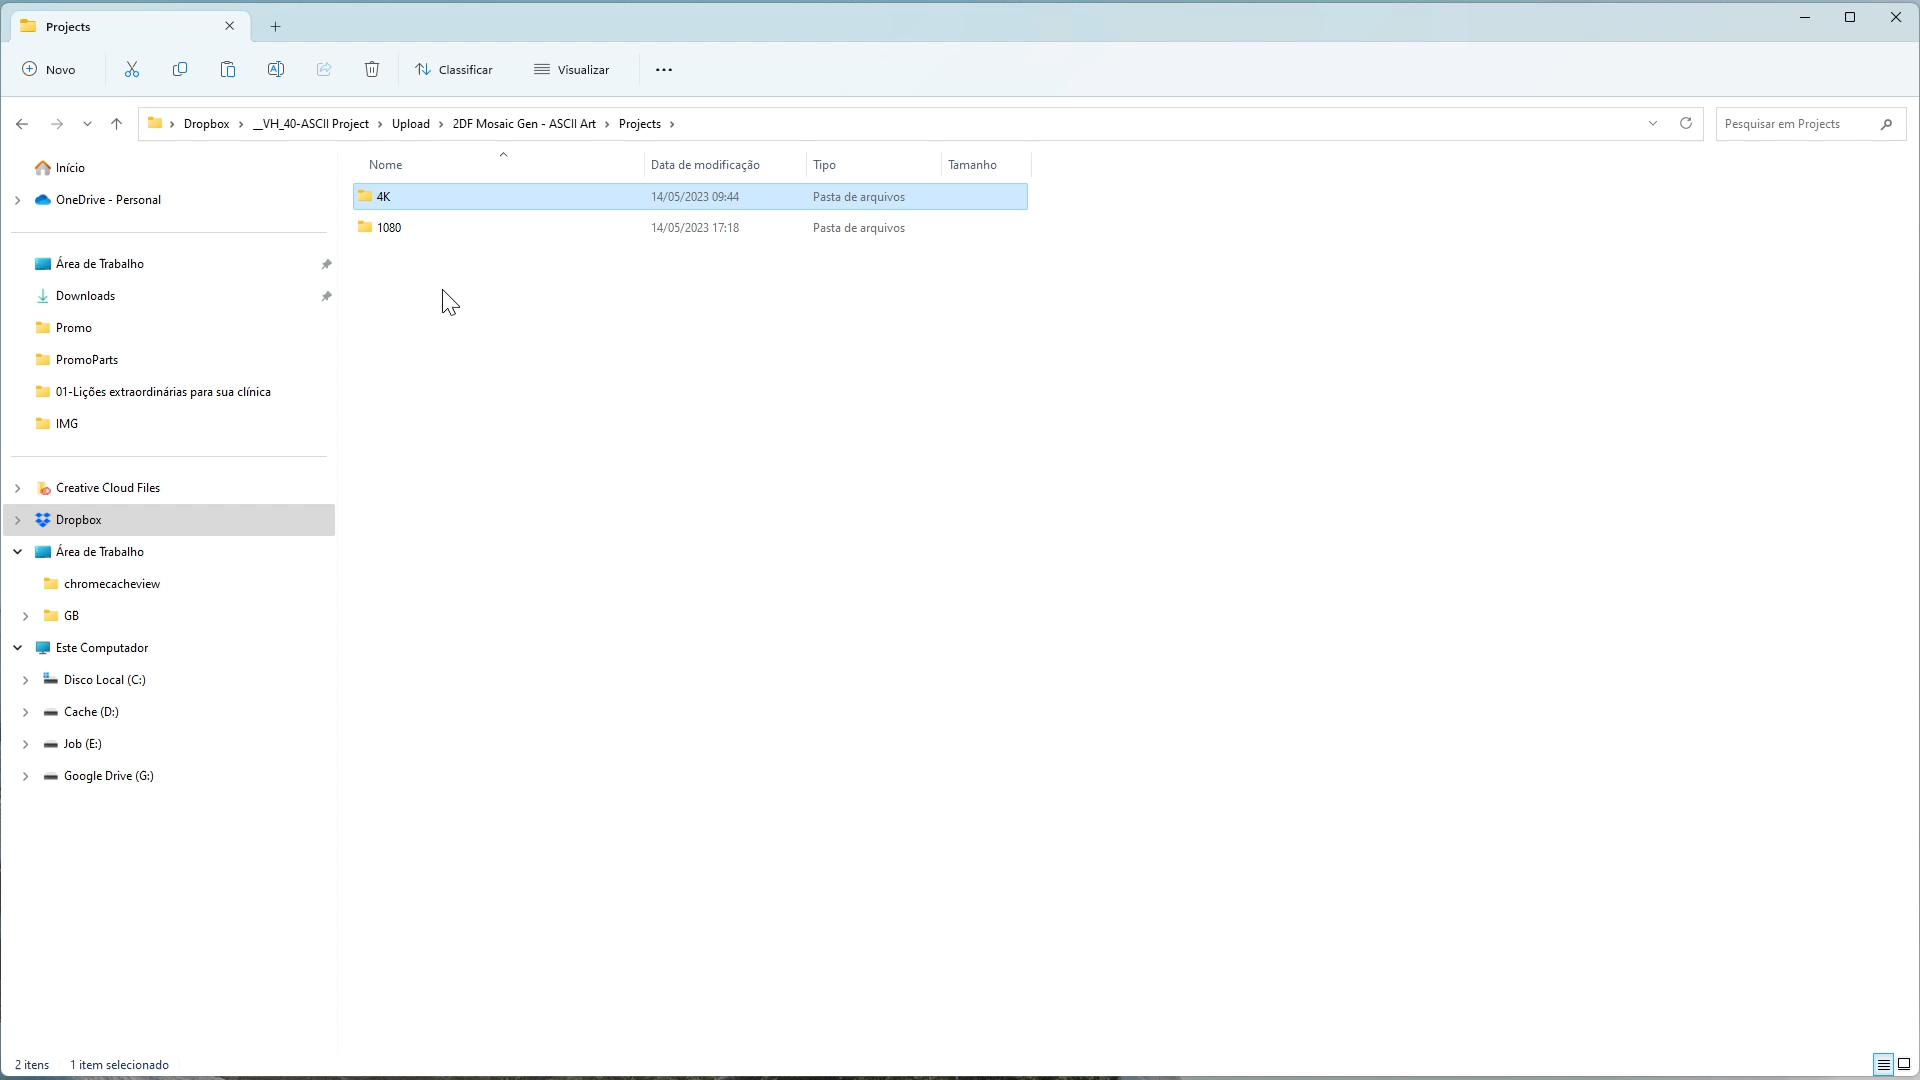 Projects
Novo
Classificar
Visualizar
Dropbox > __VH_40-ASCII Project > Upload > 2DF Mosaic Gen - ASCII Art > Projects >
Pesquisar em Projects
Início
OneDrive - Personal
Área de Trabalho
Downloads
Promo
PromoParts
01-Lições extraordinárias para sua clínica
IMG
Creative Cloud Files
Dropbox
Área de Trabalho
chromecacheview
GB
Este Computador
Disco Local (C:)
Cache (D:)
Job (E:)
Google Drive (G:)
Nome Data de modificação Tipo Tamanho
4K 14/05/2023 09:44 Pasta de arquivos
1080 14/05/2023 17:18 Pasta de arquivos
2 itens 1 item selecionado